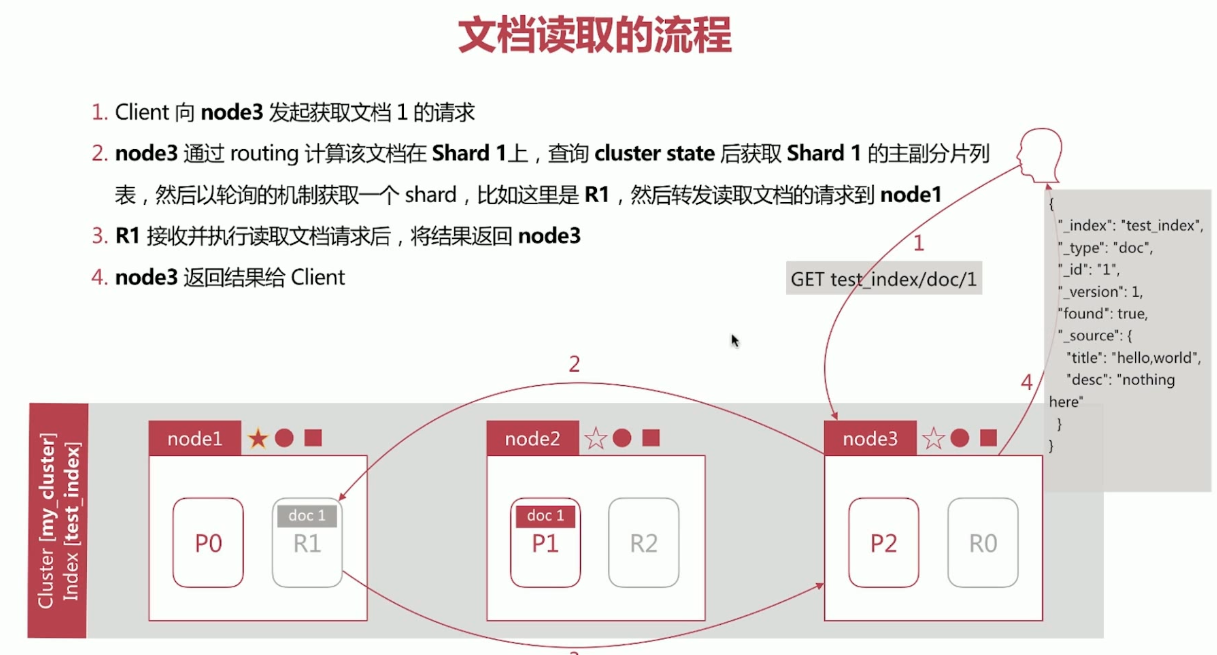 文档读取的流程
1. Client 向 node3 发起获取文档 1 的请求
2. node3 通过 routing 计算该文档在 Shard 1上，查询 cluster state 后获取 Shard 1 的主副分片列
表，然后以轮询的机制获取一个 shard，比如这里是 R1，然后转发读取文档的请求到 node1
3. R1 接收并执行读取文档请求后，将结果返回 node3
4. node3 返回结果给 Client
1
GET test_index/doc/1
{
"_index": "test_index",
"_type": "doc",
"_id": "1",
"_version": 1,
"found": true,
"_source": {
"title": "hello,world",
"desc": "nothing
here"
}
}
2
4
Cluster [my_cluster]
Index [test_index]
node1
node2
node3
P0
doc 1
R1
doc 1
P1
R2
P2
R0